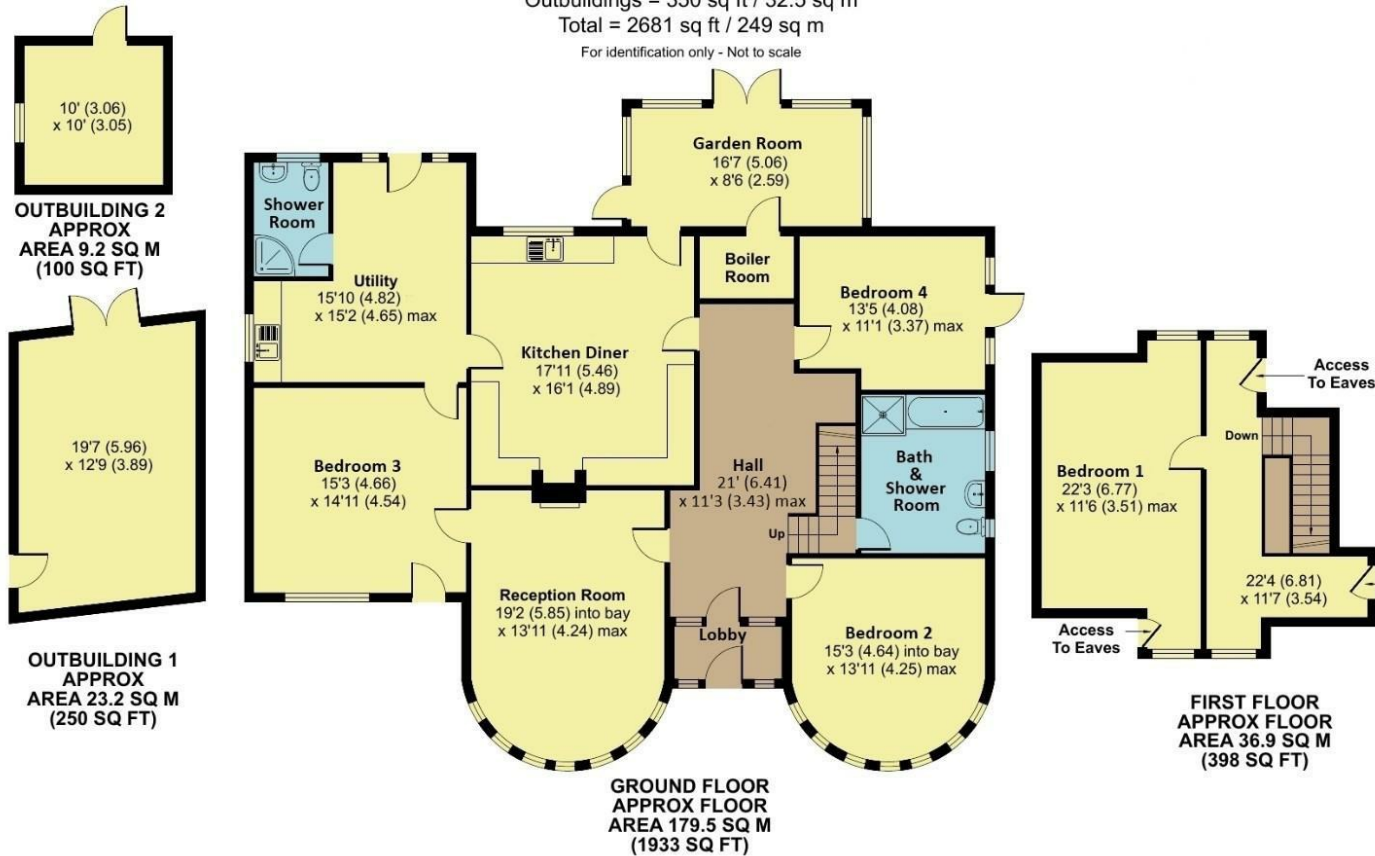 Outbuildings = 350 sq ft / 32.5 sq m
Total = 2681 sq ft / 249 sq m
For identification only - Not to scale
10' (3.06)
x 10' (3.05)
OUTBUILDING 2
APPROX
AREA 9.2 SQ M
(100 SQ FT)
19'7 (5.96)
x 12'9 (3.89)
OUTBUILDING 1
APPROX
AREA 23.2 SQ M
(250 SQ FT)
Garden Room
16'7 (5.06)
x 8'6 (2.59)
Shower
Room
Utility
15'10 (4.82)
x 15'2 (4.65) max
Kitchen Diner
17'11 (5.46)
x 16'1 (4.89)
Boiler
Room
Bedroom 4
13'5 (4.08)
x 11'1 (3.37) max
Bedroom 3
15'3 (4.66)
x 14'11 (4.54)
Hall
21' (6.41)
x 11'3 (3.43) max
Up
Bath
&
Shower
Room
Reception Room
19'2 (5.85) into bay
x 13'11 (4.24) max
Lobby
Bedroom 2
15'3 (4.64) into bay
x 13'11 (4.25) max
GROUND FLOOR
APPROX FLOOR
AREA 179.5 SQ M
(1933 SQ FT)
Access
To Eaves
Down
Bedroom 1
22'3 (6.77)
x 11'6 (3.51) max
22'4 (6.81)
x 11'7 (3.54)
Access
To Eaves
FIRST FLOOR
APPROX FLOOR
AREA 36.9 SQ M
(398 SQ FT)